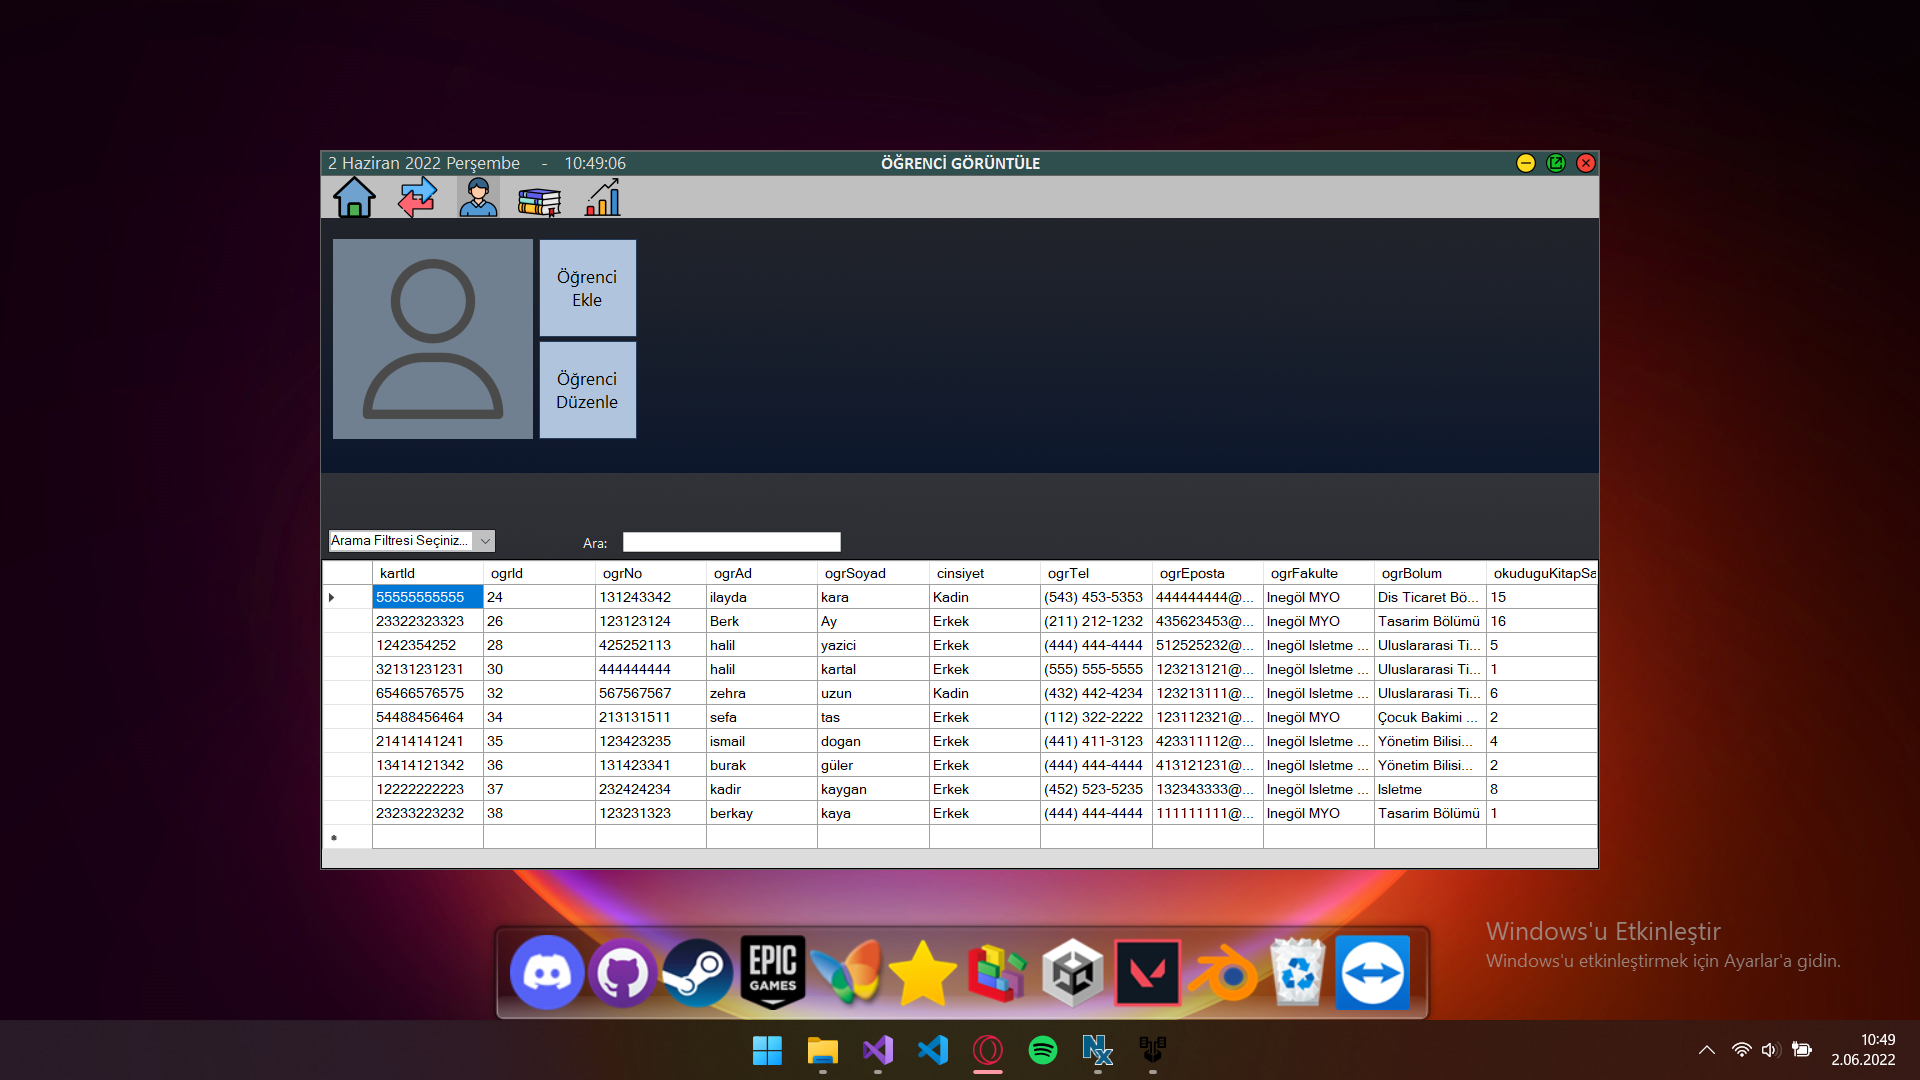 2 Haziran 2022 Perşembe - 10:49:06 ÖĞRENCİ GÖRÜNTÜLE
Öğrenci
Ekle
Öğrenci
Düzenle
Arama Filtresi Seçiniz... Ara:
kartId ogrId ogrNo ogrAd ogrSoyad cinsiyet ogrTel ogrEposta ogrFakulte ogrBolum okuduguKitapSa
55555555555 24 131243342 ilayda kara Kadin (543) 453-5353 444444444@... Inegöl MYO Dis Ticaret Bö... 15
23322323323 26 123123124 Berk Ay Erkek (211) 212-1232 435623453@... Inegöl MYO Tasarim Bölümü 16
1242354252 28 425252113 halil yazici Erkek (444) 444-4444 512525232@... Inegöl Isletme ... Uluslararasi Ti... 5
32131231231 30 444444444 halil kartal Erkek (555) 555-5555 123213121@... Inegöl Isletme ... Uluslararasi Ti... 1
65466576575 32 567567567 zehra uzun Kadin (432) 442-4234 123213111@... Inegöl Isletme ... Uluslararasi Ti... 6
54488456464 34 213131511 sefa tas Erkek (112) 322-2222 123112321@... Inegöl MYO Çocuk Bakimi ... 2
21414141241 35 123423235 ismail dogan Erkek (441) 411-3123 423311112@... Inegöl Isletme ... Yönetim Bilisi... 4
13414121342 36 131423341 burak güler Erkek (444) 444-4444 413121231@... Inegöl Isletme ... Yönetim Bilisi... 2
12222222223 37 232424234 kadir kaygan Erkek (452) 523-5235 132343333@... Inegöl Isletme ... Isletme 8
23233223232 38 123231323 berkay kaya Erkek (444) 444-4444 111111111@... Inegöl MYO Tasarim Bölümü 1
Windows'u Etkinleştir
Windows'u etkinleştirmek için Ayarlar'a gidin.
EPIC
GAMES
10:49
2.06.2022